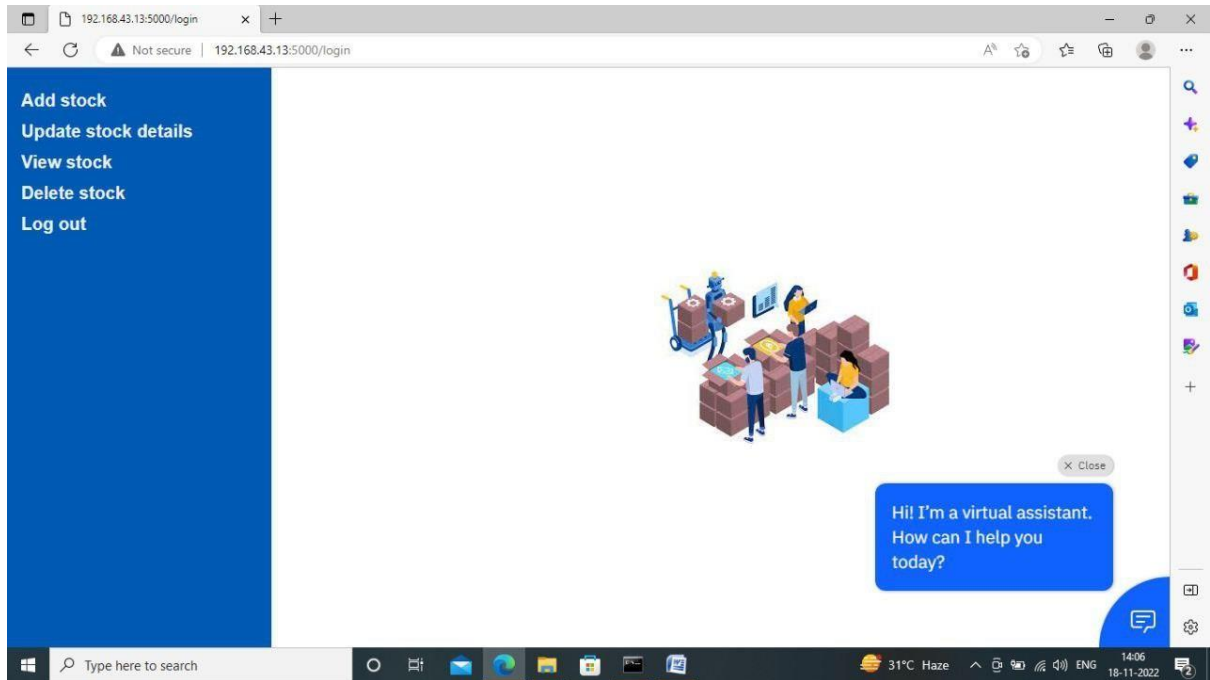 192.168.43.13:5000/login
Not secure | 192.168.43.13:5000/login
Add stock
Update stock details
View stock
Delete stock
Log out
× Close
Hi! I'm a virtual assistant.
How can I help you
today?
Type here to search
31°C Haze
ENG
14:06
18-11-2022
2